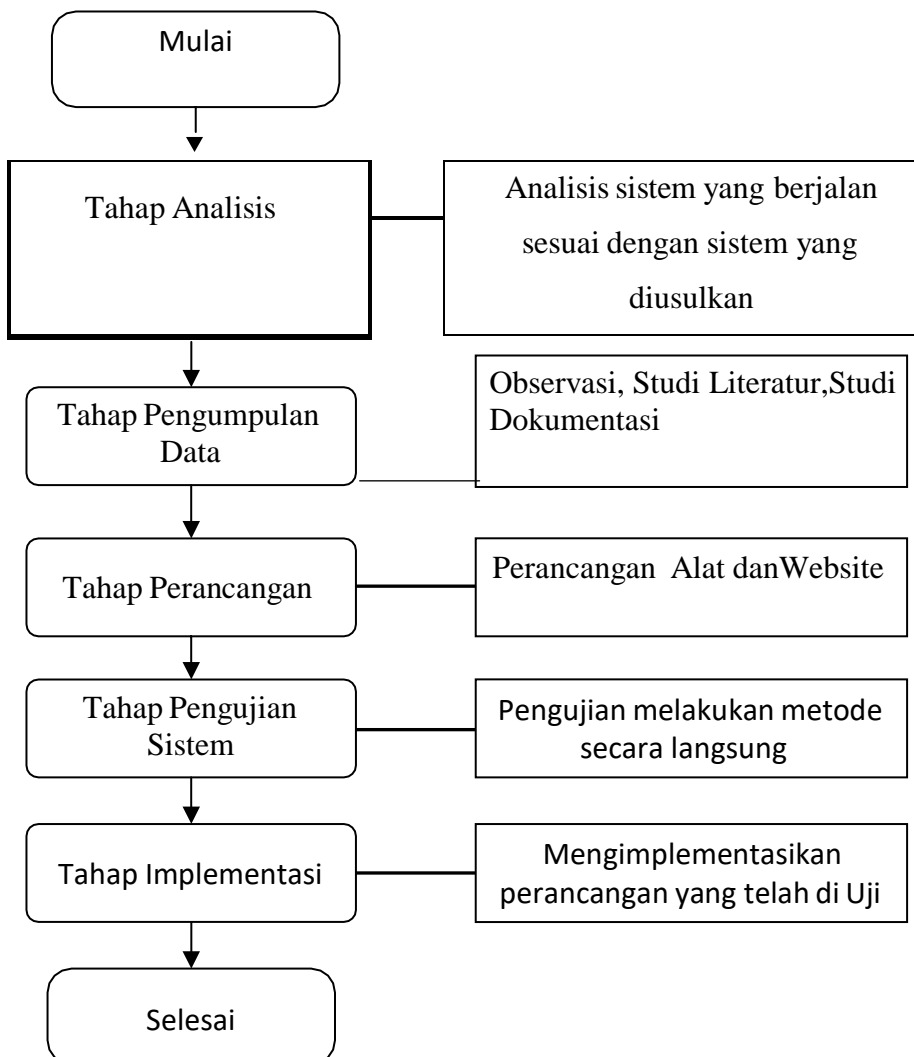 Mulai
Tahap Analisis
Analisis sistem yang berjalan
sesuai dengan sistem yang
diusulkan
Tahap Pengumpulan
Data
Observasi, Studi Literatur,Studi
Dokumentasi
Tahap Perancangan
Perancangan Alat danWebsite
Tahap Pengujian
Sistem
Pengujian melakukan metode
secara langsung
Tahap Implementasi
Mengimplementasikan
perancangan yang telah di Uji
Selesai